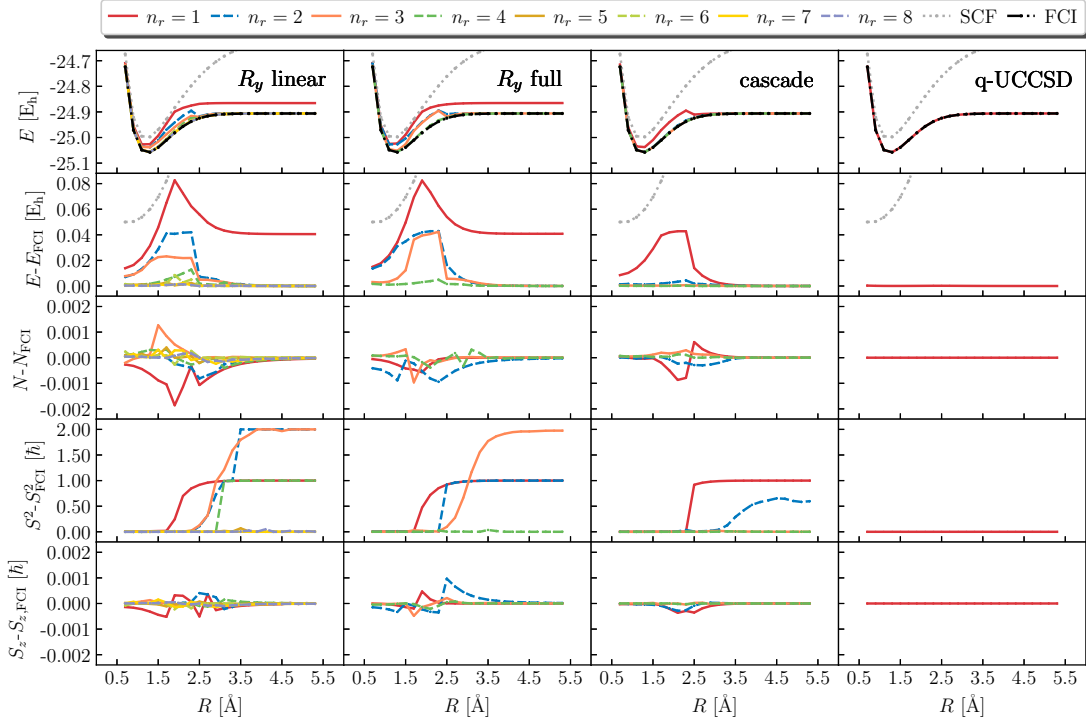 n_r = 1 n_r = 2 n_r = 3 n_r = 4 n_r = 5 n_r = 6 n_r = 7 n_r = 8 SCF FCI
R_y linear R_y full cascade q-UCCSD
E [E_h]
-24.7
-24.8
-24.9
-25.0
-25.1
E-E_FCI [E_h]
0.08
0.06
0.04
0.02
0.00
N-N_FCI
0.002
0.001
0.000
-0.001
-0.002
S²-S²_FCI [ħ]
2.00
1.50
1.00
0.50
0.00
S_z-S_z,FCI [ħ]
0.002
0.001
0.000
-0.001
-0.002
0.5 1.5 2.5 3.5 4.5 5.5 0.5 1.5 2.5 3.5 4.5 5.5 0.5 1.5 2.5 3.5 4.5 5.5 0.5 1.5 2.5 3.5 4.5 5.5
R [Å] R [Å] R [Å] R [Å]